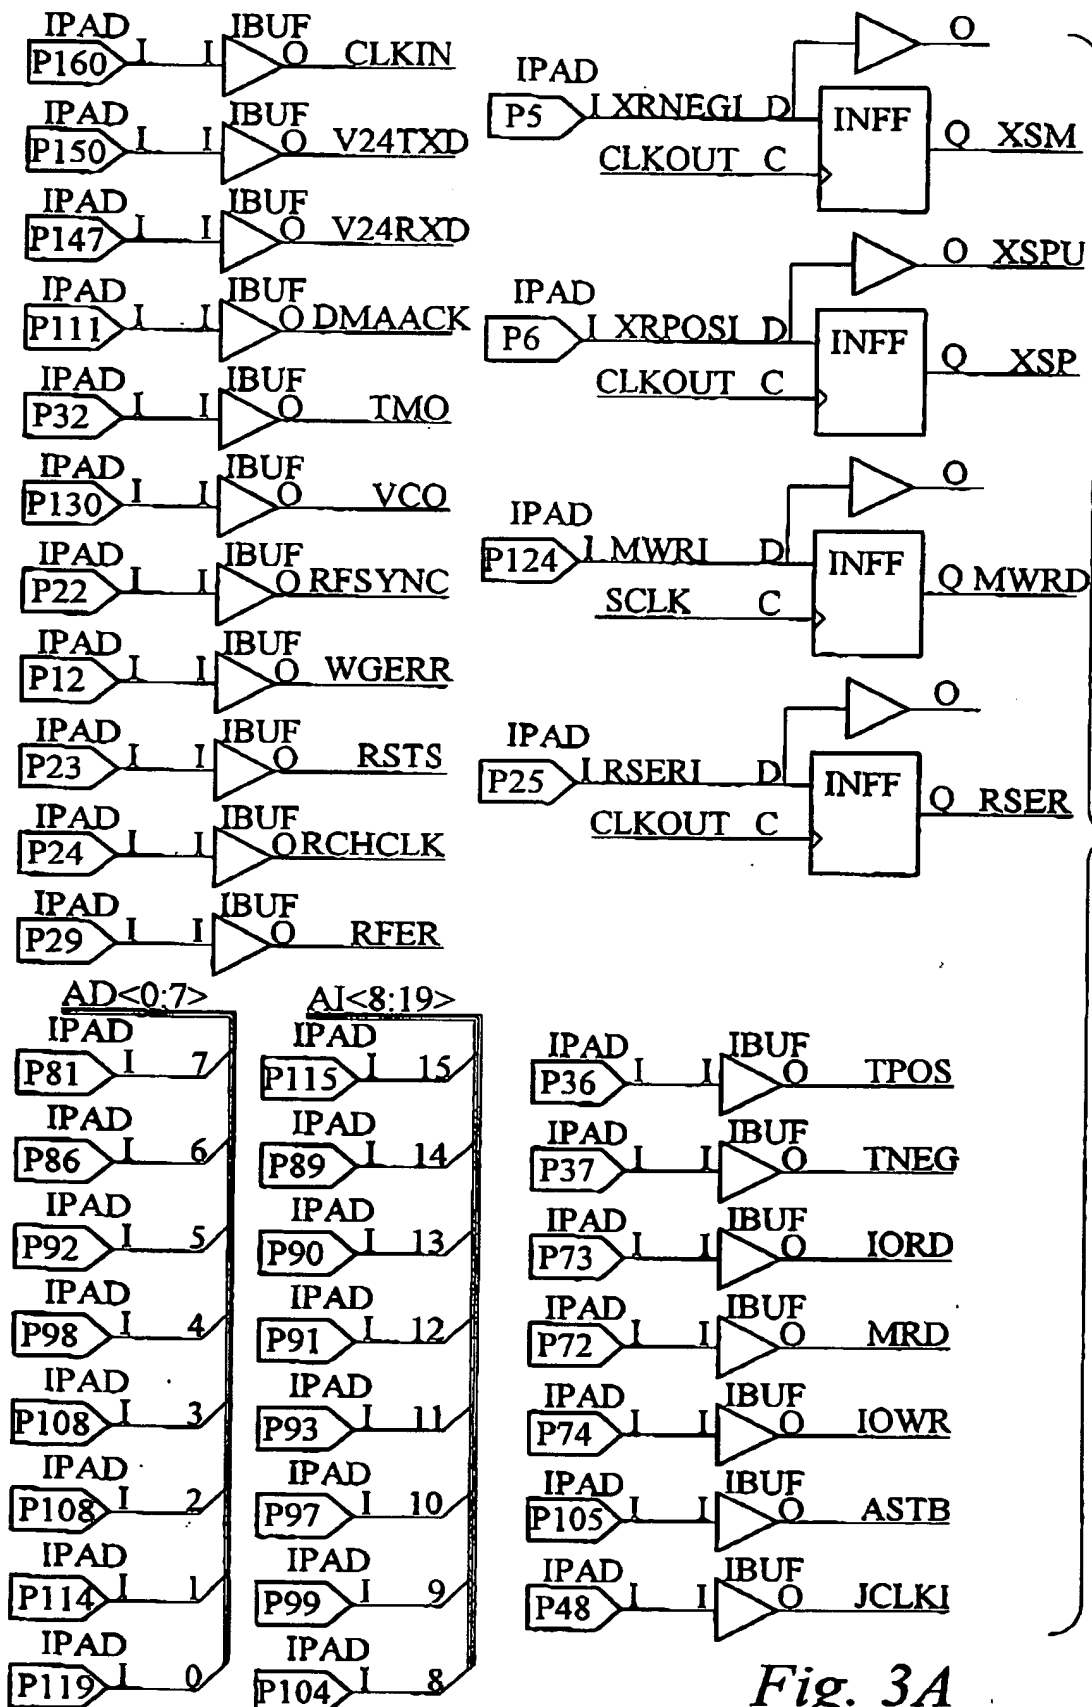 IPAD IBUF
P160 I I O CLKIN
IPAD IBUF
P150 I I O V24TXD
IPAD IBUF
P147 I I O V24RXD
IPAD IBUF
P111 I I O DMAACK
IPAD IBUF
P32 I I O TMO
IPAD IBUF
P130 I I O VCO
IPAD IBUF
P22 I I O RFSYNC
IPAD IBUF
P12 I I O WGERR
IPAD IBUF
P23 I I O RSTS
IPAD IBUF
P24 I I O RCHCLK
IPAD IBUF
P29 I I O RFER
O
IPAD
P5 I XRNEGI D INFF
Q XSM
CLKOUT C
O XSPU
IPAD
P6 I XRPOSI D INFF
Q XSP
CLKOUT C
O
IPAD
P124 I MWRI D INFF
Q MWRD
SCLK C
O
IPAD
P25 I RSERI D INFF
Q RSER
CLKOUT C
AD<0:7>
IPAD
P81 I 7
IPAD
P86 I 6
IPAD
P92 I 5
IPAD
P98 I 4
IPAD
P108 I 3
IPAD
P108 I 2
IPAD
P114 I 1
IPAD
P119 I 0
AI<8:19>
IPAD
P115 I 15
IPAD
P89 I 14
IPAD
P90 I 13
IPAD
P91 I 12
IPAD
P93 I 11
IPAD
P97 I 10
IPAD
P99 I 9
IPAD
P104 I 8
IPAD IBUF
P36 I I O TPOS
IPAD IBUF
P37 I I O TNEG
IPAD IBUF
P73 I I O IORD
IPAD IBUF
P72 I I O MRD
IPAD IBUF
P74 I I O IOWR
IPAD IBUF
P105 I I O ASTB
IPAD IBUF
P48 I I O JCLKI
Fig. 3A